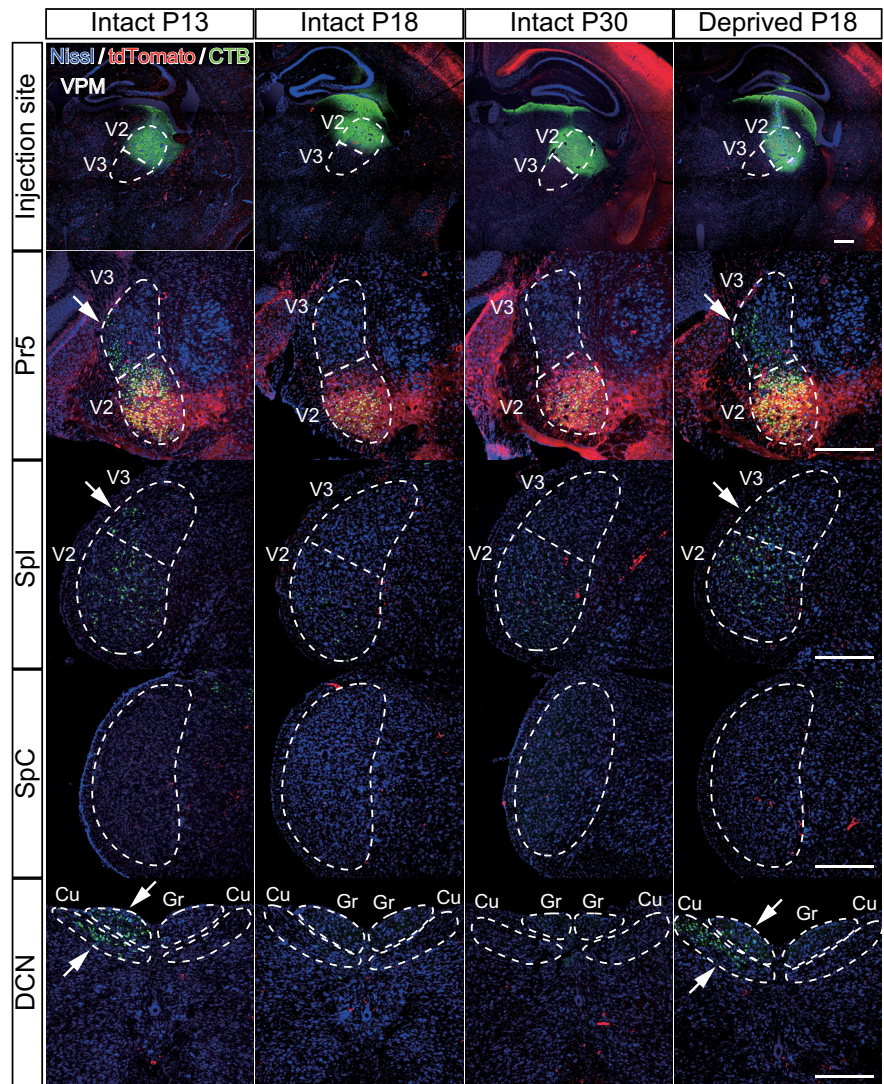 Intact P13 Intact P18 Intact P30 Deprived P18
Injection site
Nissl / tdTomato / CTB
VPM
V2 V2 V2 V2
V3 V3 V3 V3
Pr5
V3 V3 V3 V3
V2 V2 V2 V2
SpI
V3 V3 V3
V2 V2 V2
SpC
DCN
Cu Gr Cu Cu Gr Gr Cu Cu Gr Gr Cu Cu Gr Cu